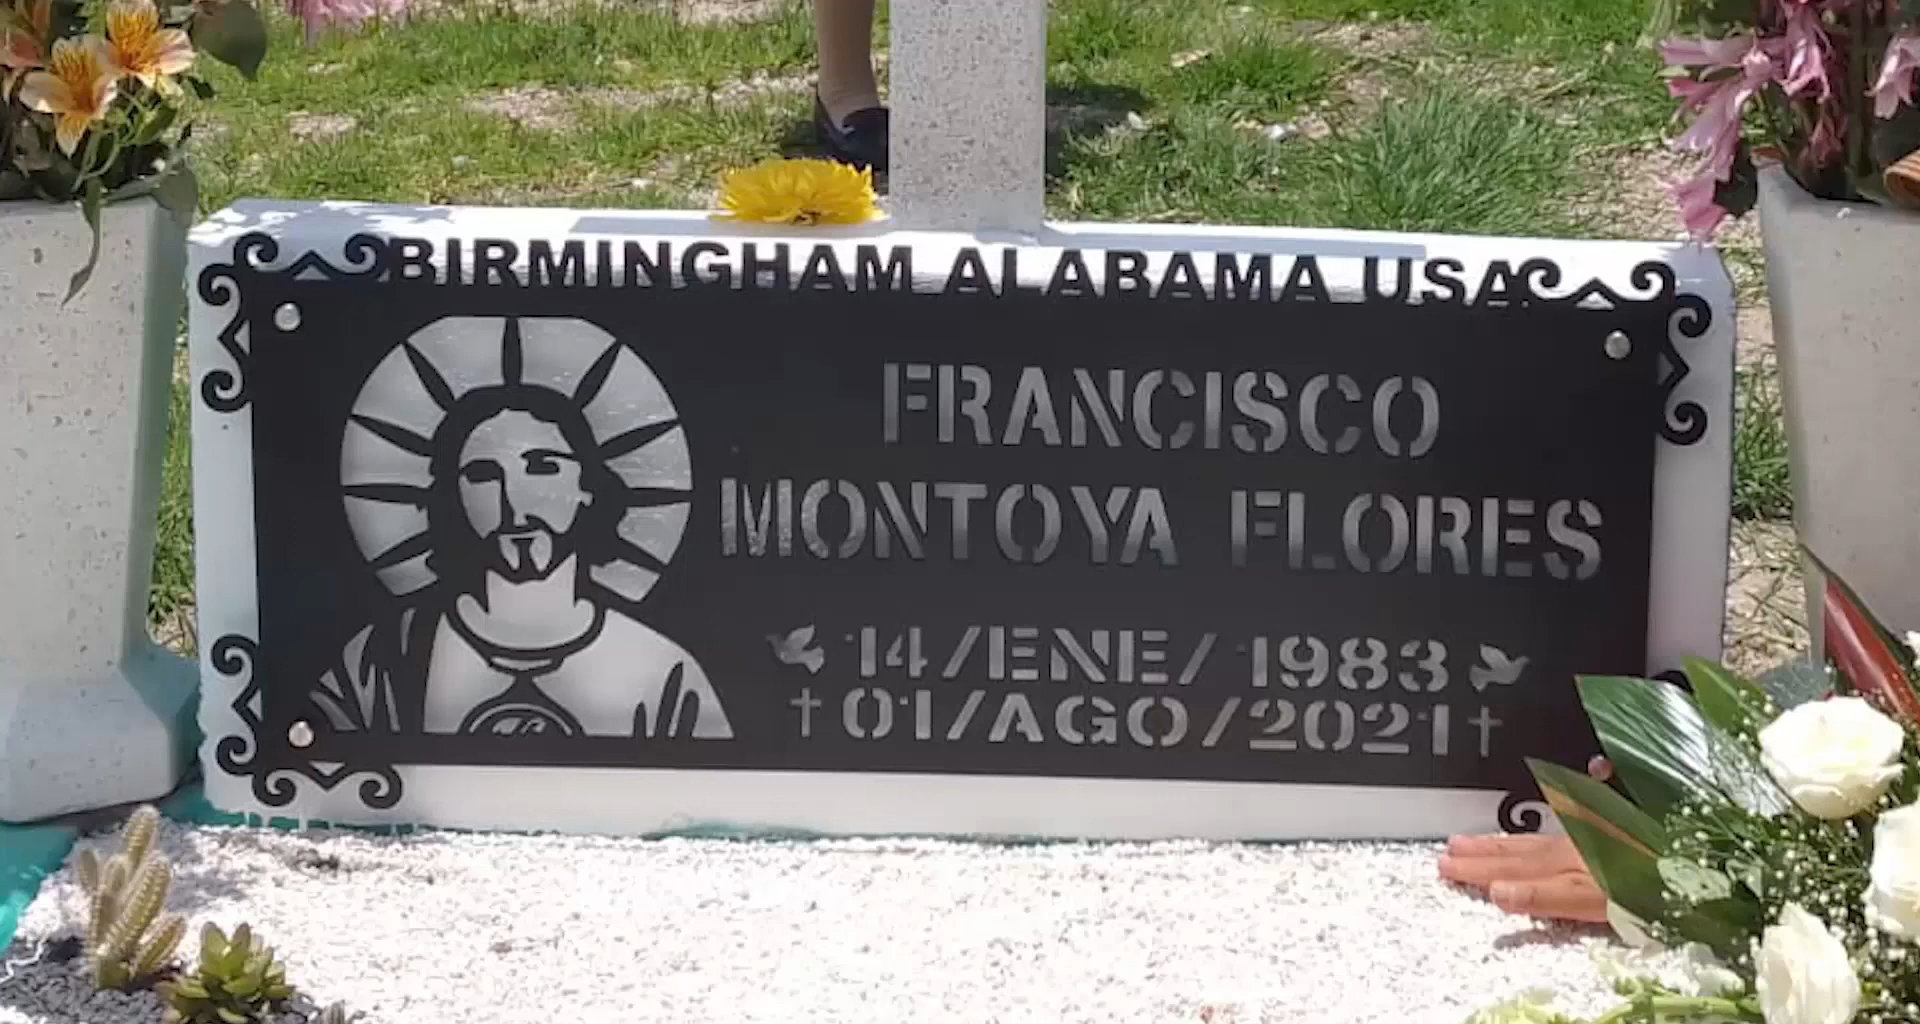 BIRMINGHAM ALABAMA USA
FRANCISCO
MONTOYA FLORES
14/ENE/1983
01/AGO/2021